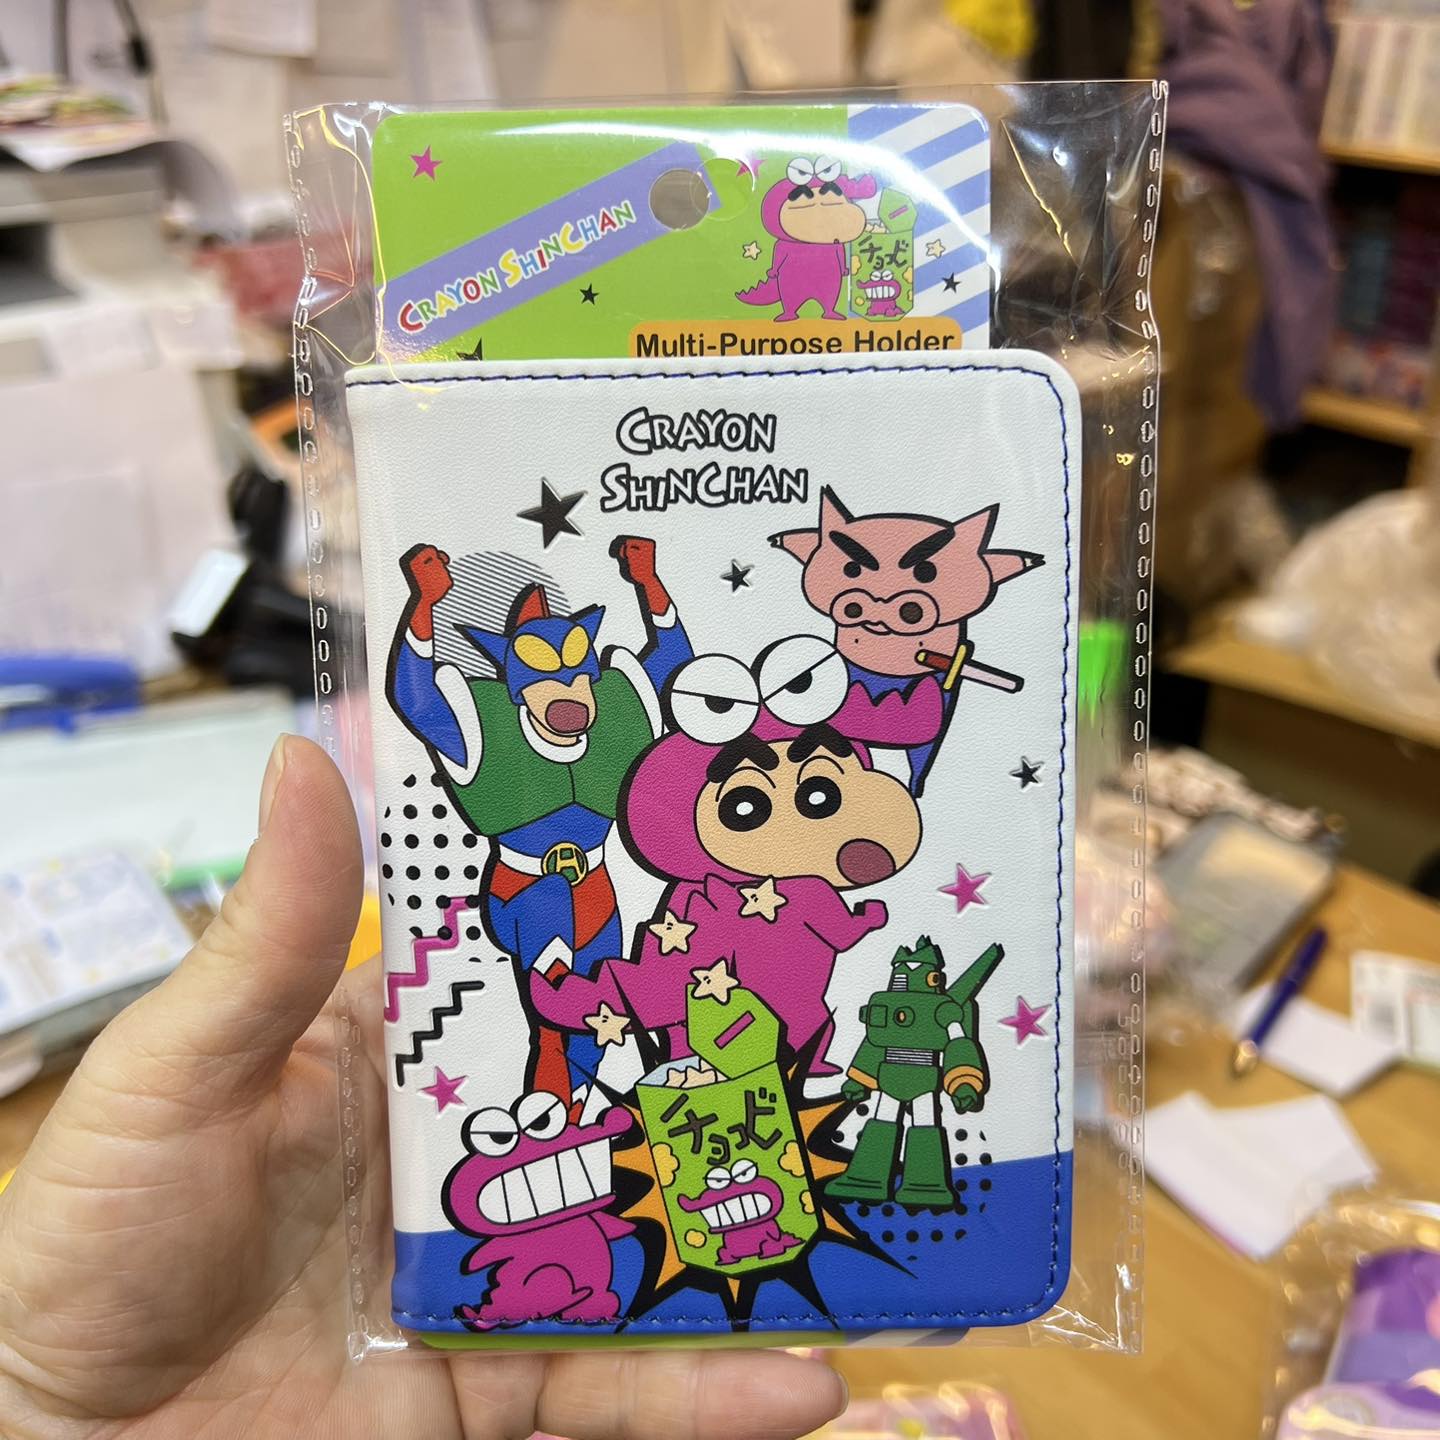 CRAYON SHINCHAN
チョコビ
Multi-Purpose Holder
CRAYON
SHINCHAN
チョコビ